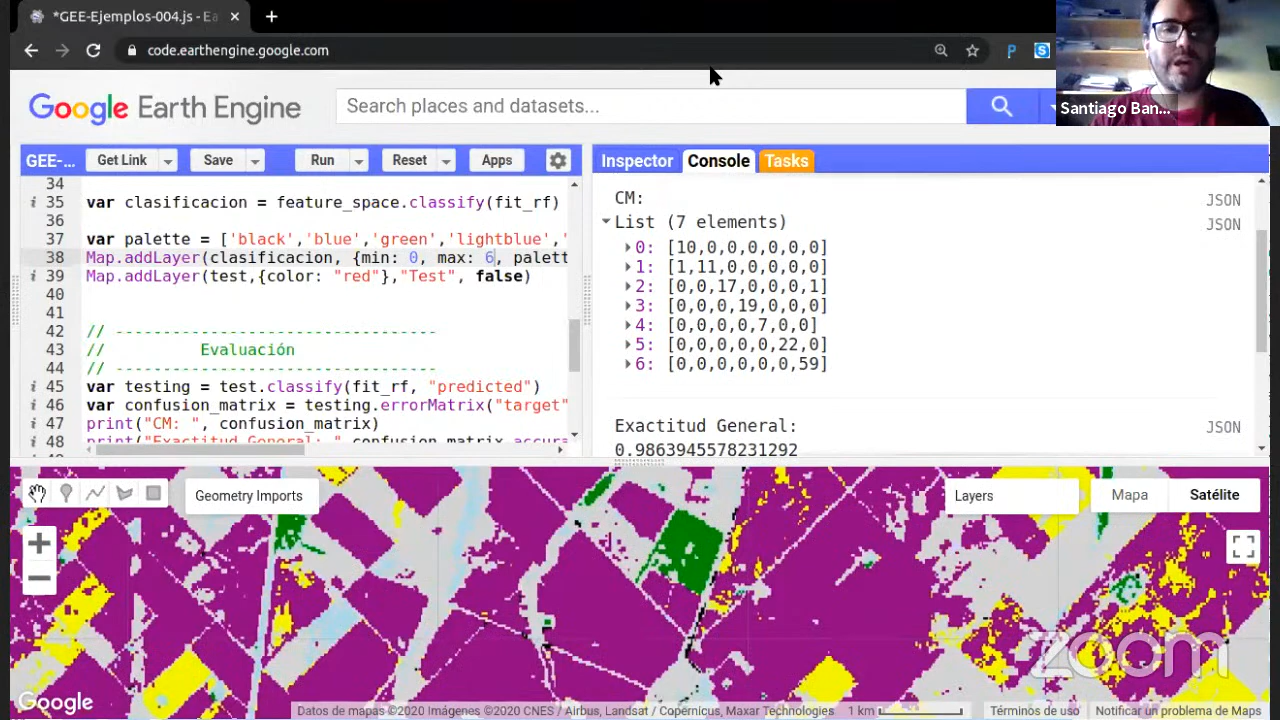 *GEE-Ejemplos-004.js - Ea
code.earthengine.google.com
Google Earth Engine
Search places and datasets...
Santiago Ban...
GEE-...
Get Link
Save
Run
Reset
Apps
Inspector
Console
Tasks
34
35 var clasificacion = feature_space.classify(fit_rf)
36
37 var palette = ['black','blue','green','lightblue','
38 Map.addLayer(clasificacion, {min: 0, max: 6, palett
39 Map.addLayer(test,{color: "red"},"Test", false)
40
41
42 // ----------------------------------
43 // Evaluación
44 // ----------------------------------
45 var testing = test.classify(fit_rf, "predicted")
46 var confusion_matrix = testing.errorMatrix("target"
47 print("CM: ", confusion_matrix)
48 print("Exactitud General: ",confusion_matrix.accura
CM:
JSON
List (7 elements)
JSON
0: [10,0,0,0,0,0,0]
1: [1,11,0,0,0,0,0]
2: [0,0,17,0,0,0,1]
3: [0,0,0,19,0,0,0]
4: [0,0,0,0,7,0,0]
5: [0,0,0,0,0,22,0]
6: [0,0,0,0,0,0,59]
Exactitud General:
JSON
0.9863945578231292
Geometry Imports
Layers
Mapa
Satélite
zoom
Google
Datos de mapas ©2020 Imágenes ©2020 CNES / Airbus, Landsat / Copernicus, Maxar Technologies
1 km
Términos de uso
Notificar un problema de Maps